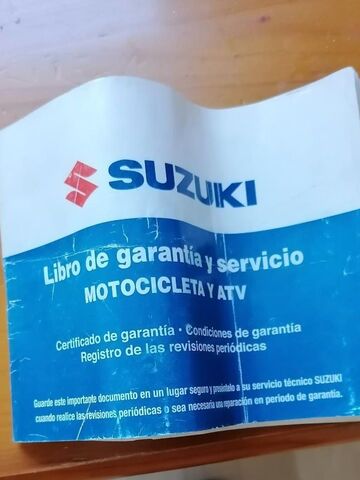 SUZUKI
Libro de garantía y servicio
MOTOCICLETA Y ATV
Certificado de garantía · Condiciones de garantía
Registro de las revisiones periódicas
Guarde este importante documento en un lugar seguro y preséntelo a su servicio técnico SUZUKI
cuando realice las revisiones periódicas o sea necesaria una reparación en periodo de garantía.